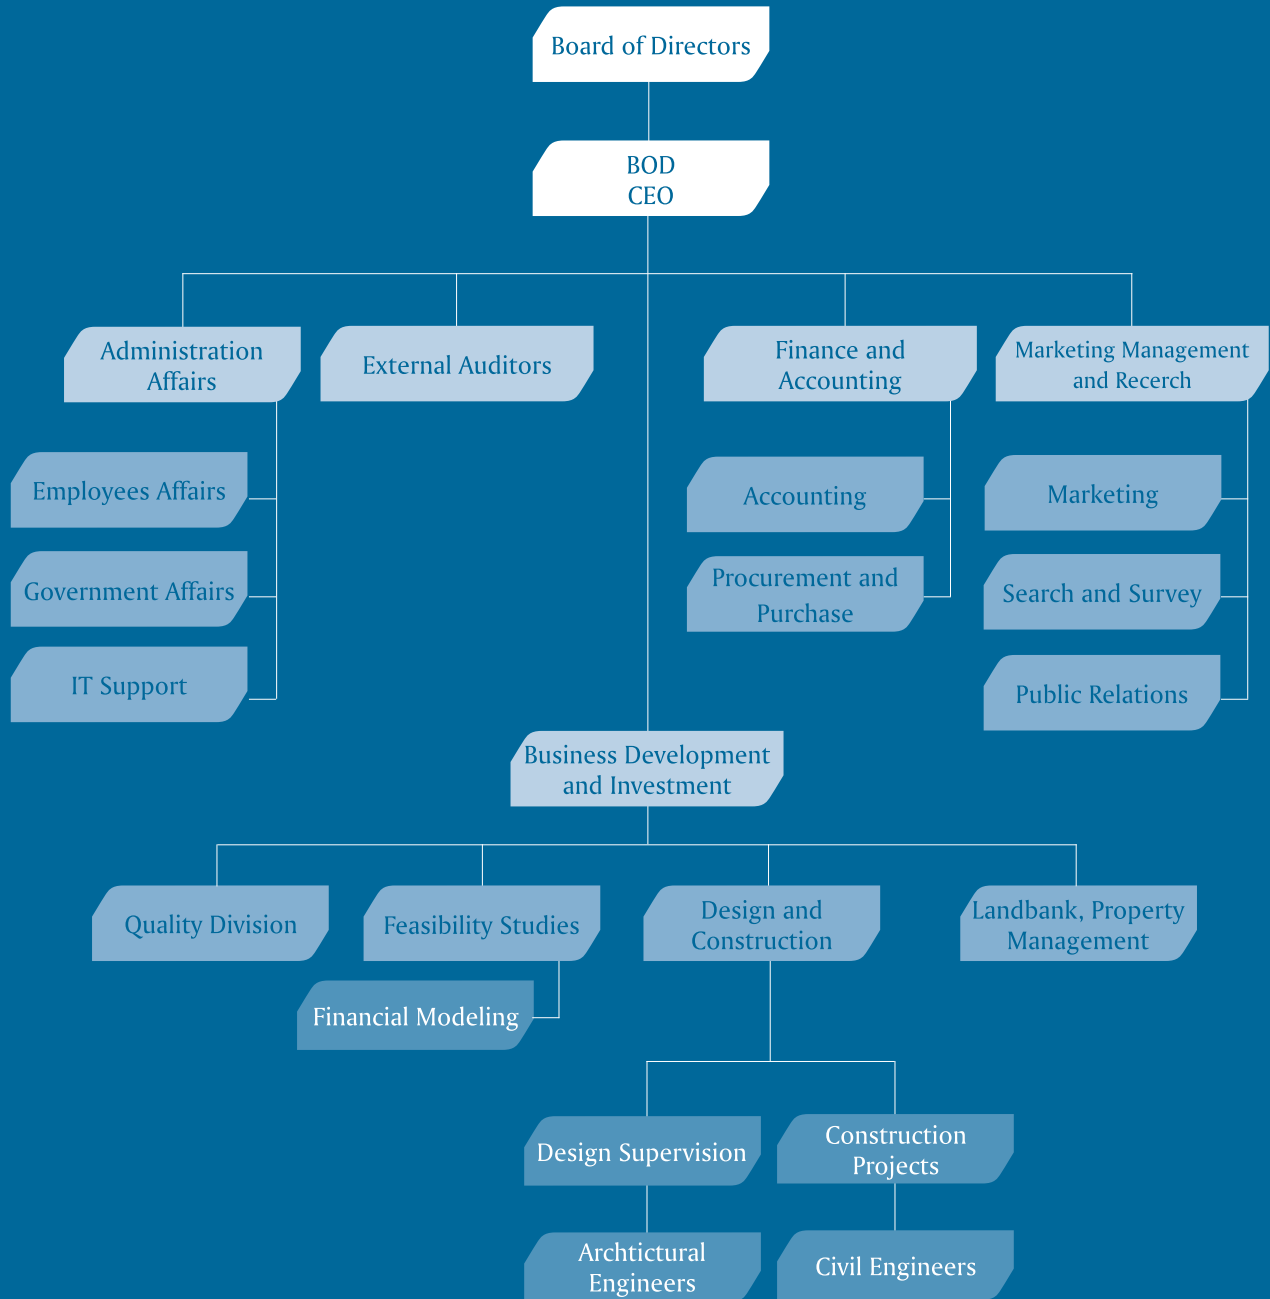 Board of Directors
BOD
CEO
Administration
Affairs
External Auditors
Finance and
Accounting
Marketing Management
and Recerch
Employees Affairs
Accounting
Marketing
Government Affairs
Procurement and
Purchase
Search and Survey
IT Support
Public Relations
Business Development
and Investment
Quality Division
Feasibility Studies
Design and
Construction
Landbank, Property
Management
Financial Modeling
Design Supervision
Construction
Projects
Archtictural
Engineers
Civil Engineers